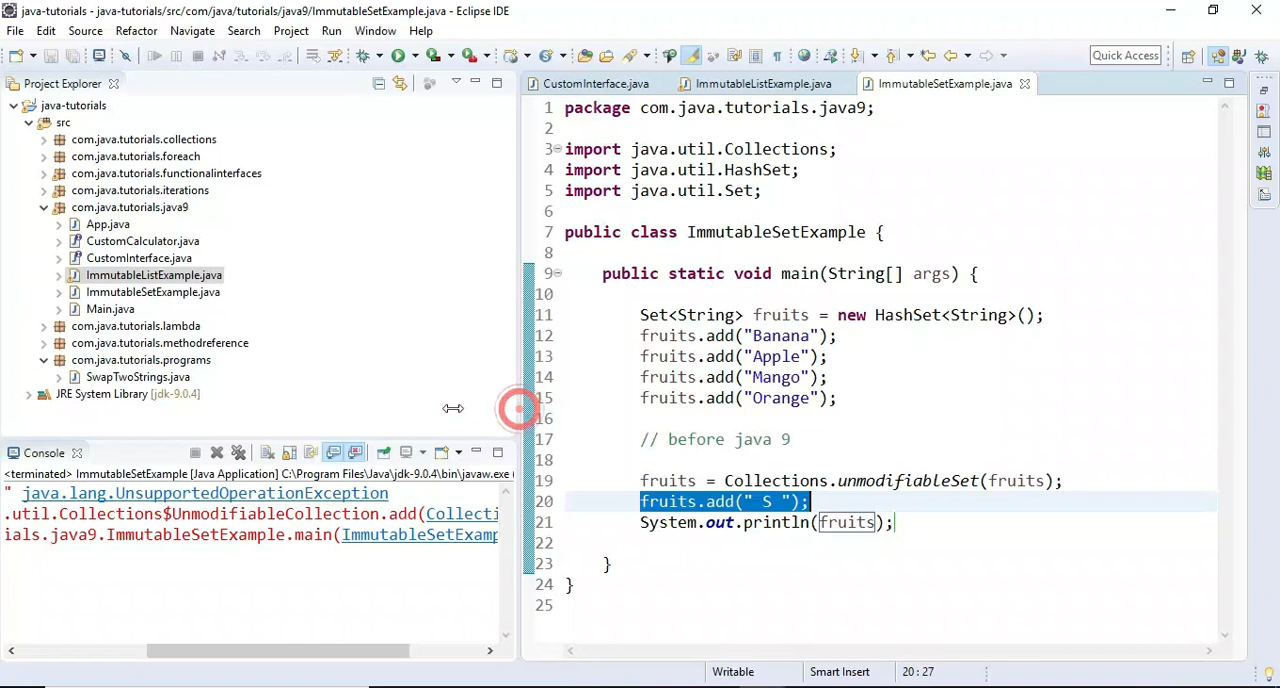 java-tutorials - java-tutorials/src/com/java/tutorials/java9/ImmutableSetExample.java - Eclipse IDE
File Edit Source Refactor Navigate Search Project Run Window Help
Quick Access
Project Explorer
java-tutorials
src
com.java.tutorials.collections
com.java.tutorials.foreach
com.java.tutorials.functionalinterfaces
com.java.tutorials.iterations
com.java.tutorials.java9
App.java
CustomCalculator.java
CustomInterface.java
ImmutableListExample.java
ImmutableSetExample.java
Main.java
com.java.tutorials.lambda
com.java.tutorials.methodreference
com.java.tutorials.programs
SwapTwoStrings.java
JRE System Library [jdk-9.0.4]
Console
<terminated> ImmutableSetExample [Java Application] C:\Program Files\Java\jdk-9.0.4\bin\javaw.exe (
" java.lang.UnsupportedOperationException
.util.Collections$UnmodifiableCollection.add(Collecti
ials.java9.ImmutableSetExample.main(ImmutableSetExamp
CustomInterface.java ImmutableListExample.java ImmutableSetExample.java
1 package com.java.tutorials.java9;
2
3 import java.util.Collections;
4 import java.util.HashSet;
5 import java.util.Set;
6
7 public class ImmutableSetExample {
8
9 public static void main(String[] args) {
10
11 Set<String> fruits = new HashSet<String>();
12 fruits.add("Banana");
13 fruits.add("Apple");
14 fruits.add("Mango");
15 fruits.add("Orange");
16
17 // before java 9
18
19 fruits = Collections.unmodifiableSet(fruits);
20 fruits.add(" S ");
21 System.out.println(fruits);
22
23 }
24 }
25
Writable Smart Insert 20 : 27